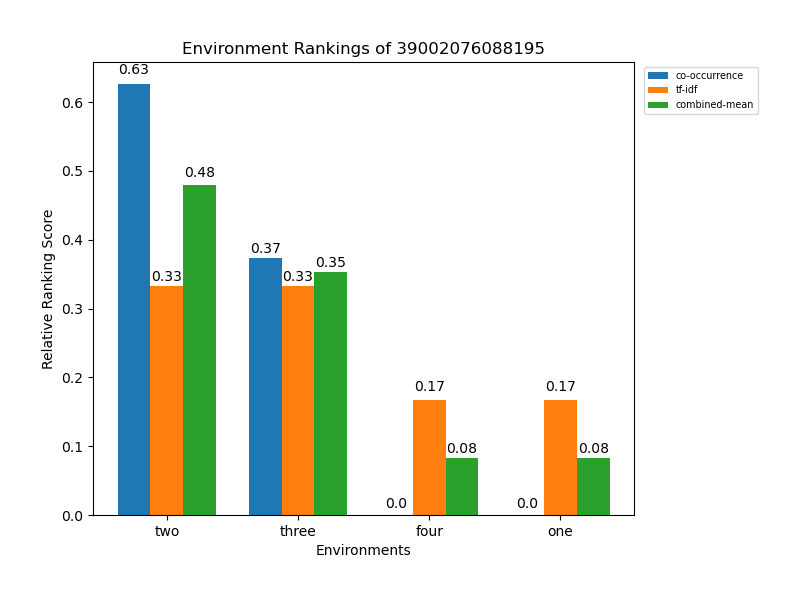 Environment Rankings of 39002076088195
co-occurrence
tf-idf
combined-mean
Relative Ranking Score
0.6
0.5
0.4
0.3
0.2
0.1
0.0
0.63
0.33
0.48
0.37
0.33
0.35
0.0
0.17
0.08
0.0
0.17
0.08
two three four one
Environments